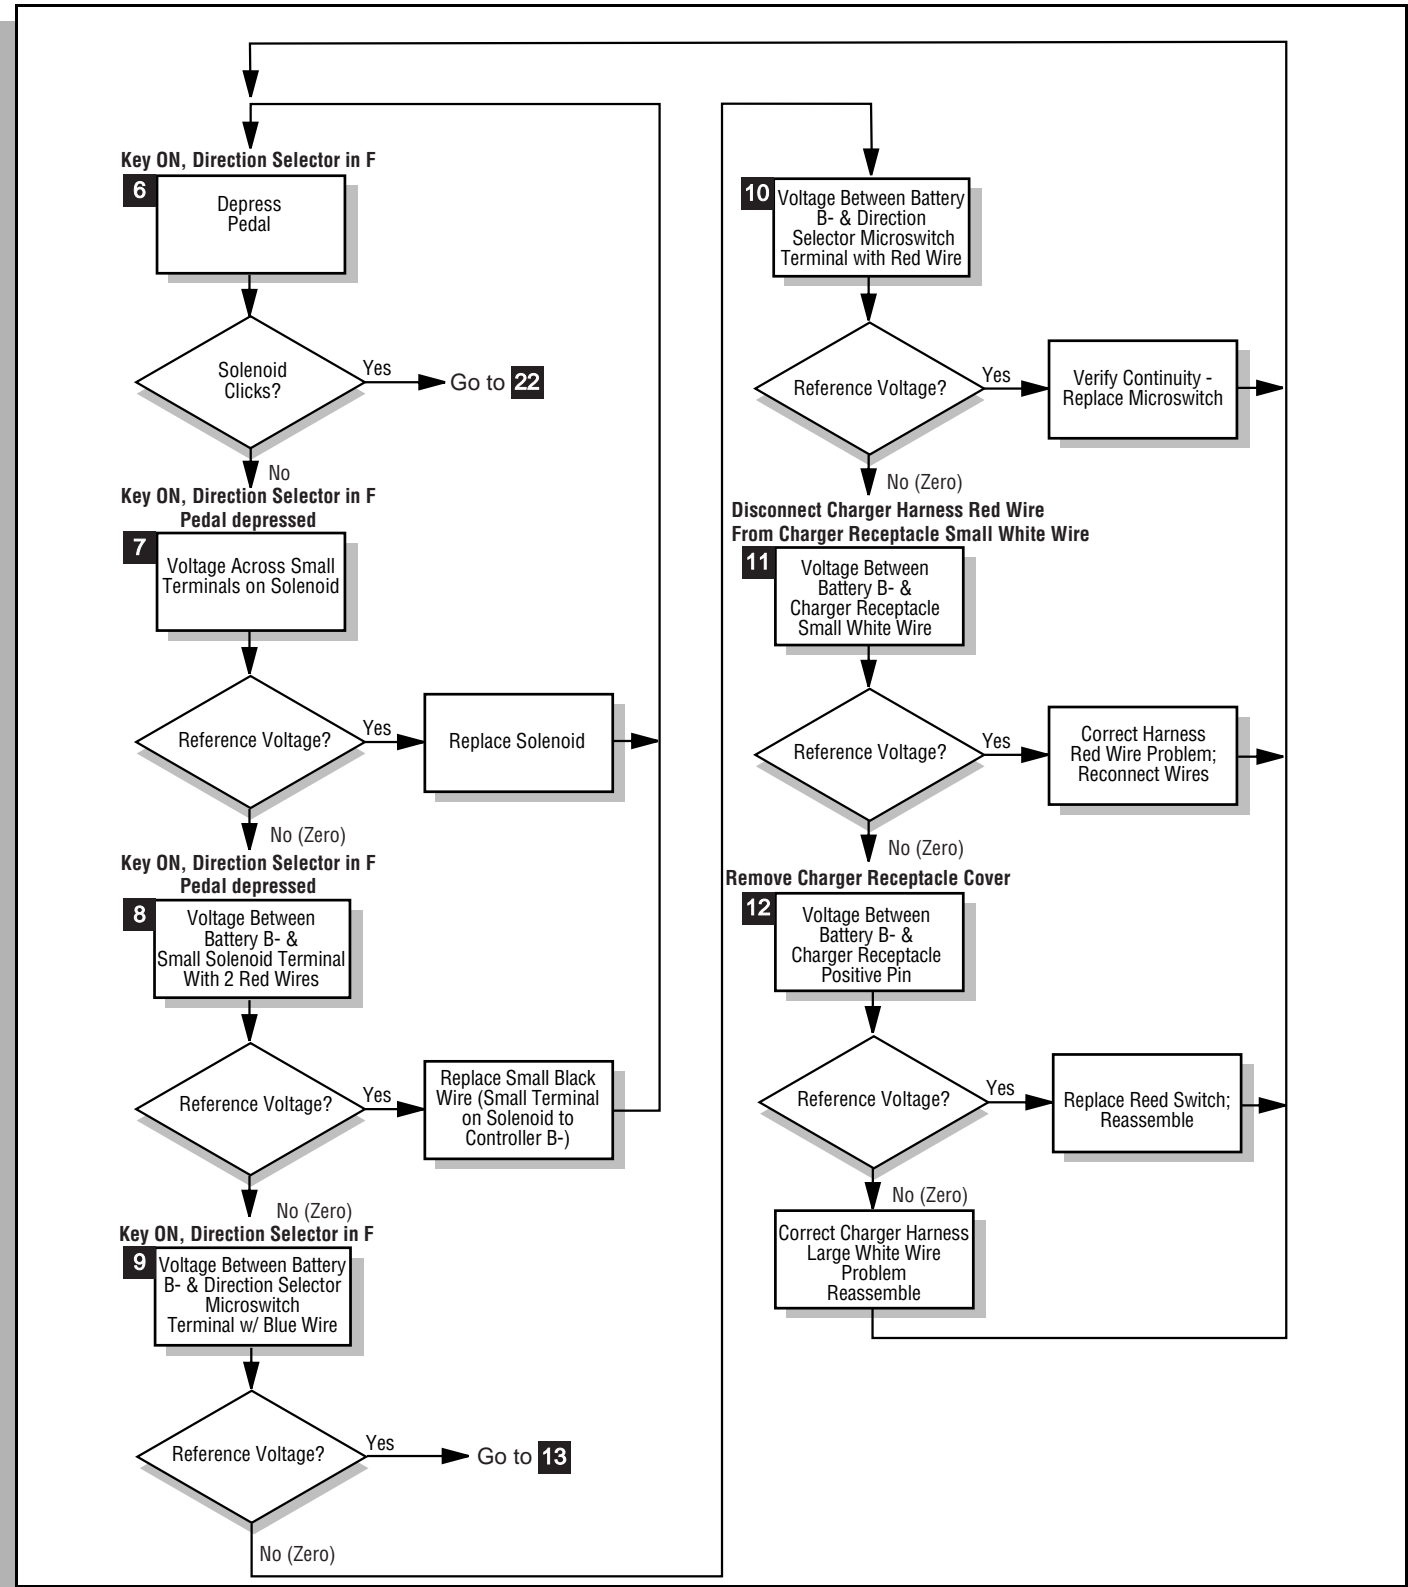 Key ON, Direction Selector in F
6
Depress
Pedal
Solenoid
Clicks?
Yes
Go to 22
No
Key ON, Direction Selector in F
Pedal depressed
7
Voltage Across Small
Terminals on Solenoid
Reference Voltage?
Yes
Replace Solenoid
No (Zero)
Key ON, Direction Selector in F
Pedal depressed
8
Voltage Between
Battery B- &
Small Solenoid Terminal
With 2 Red Wires
Reference Voltage?
Yes
Replace Small Black
Wire (Small Terminal
on Solenoid to
Controller B-)
No (Zero)
Key ON, Direction Selector in F
9
Voltage Between Battery
B- & Direction Selector
Microswitch
Terminal w/ Blue Wire
Reference Voltage?
Yes
Go to 13
No (Zero)
10
Voltage Between Battery
B- & Direction
Selector Microswitch
Terminal with Red Wire
Reference Voltage?
Yes
Verify Continuity -
Replace Microswitch
No (Zero)
Disconnect Charger Harness Red Wire
From Charger Receptacle Small White Wire
11
Voltage Between
Battery B- &
Charger Receptacle
Small White Wire
Reference Voltage?
Yes
Correct Harness
Red Wire Problem;
Reconnect Wires
No (Zero)
Remove Charger Receptacle Cover
12
Voltage Between
Battery B- &
Charger Receptacle
Positive Pin
Reference Voltage?
Yes
Replace Reed Switch;
Reassemble
No (Zero)
Correct Charger Harness
Large White Wire
Problem
Reassemble